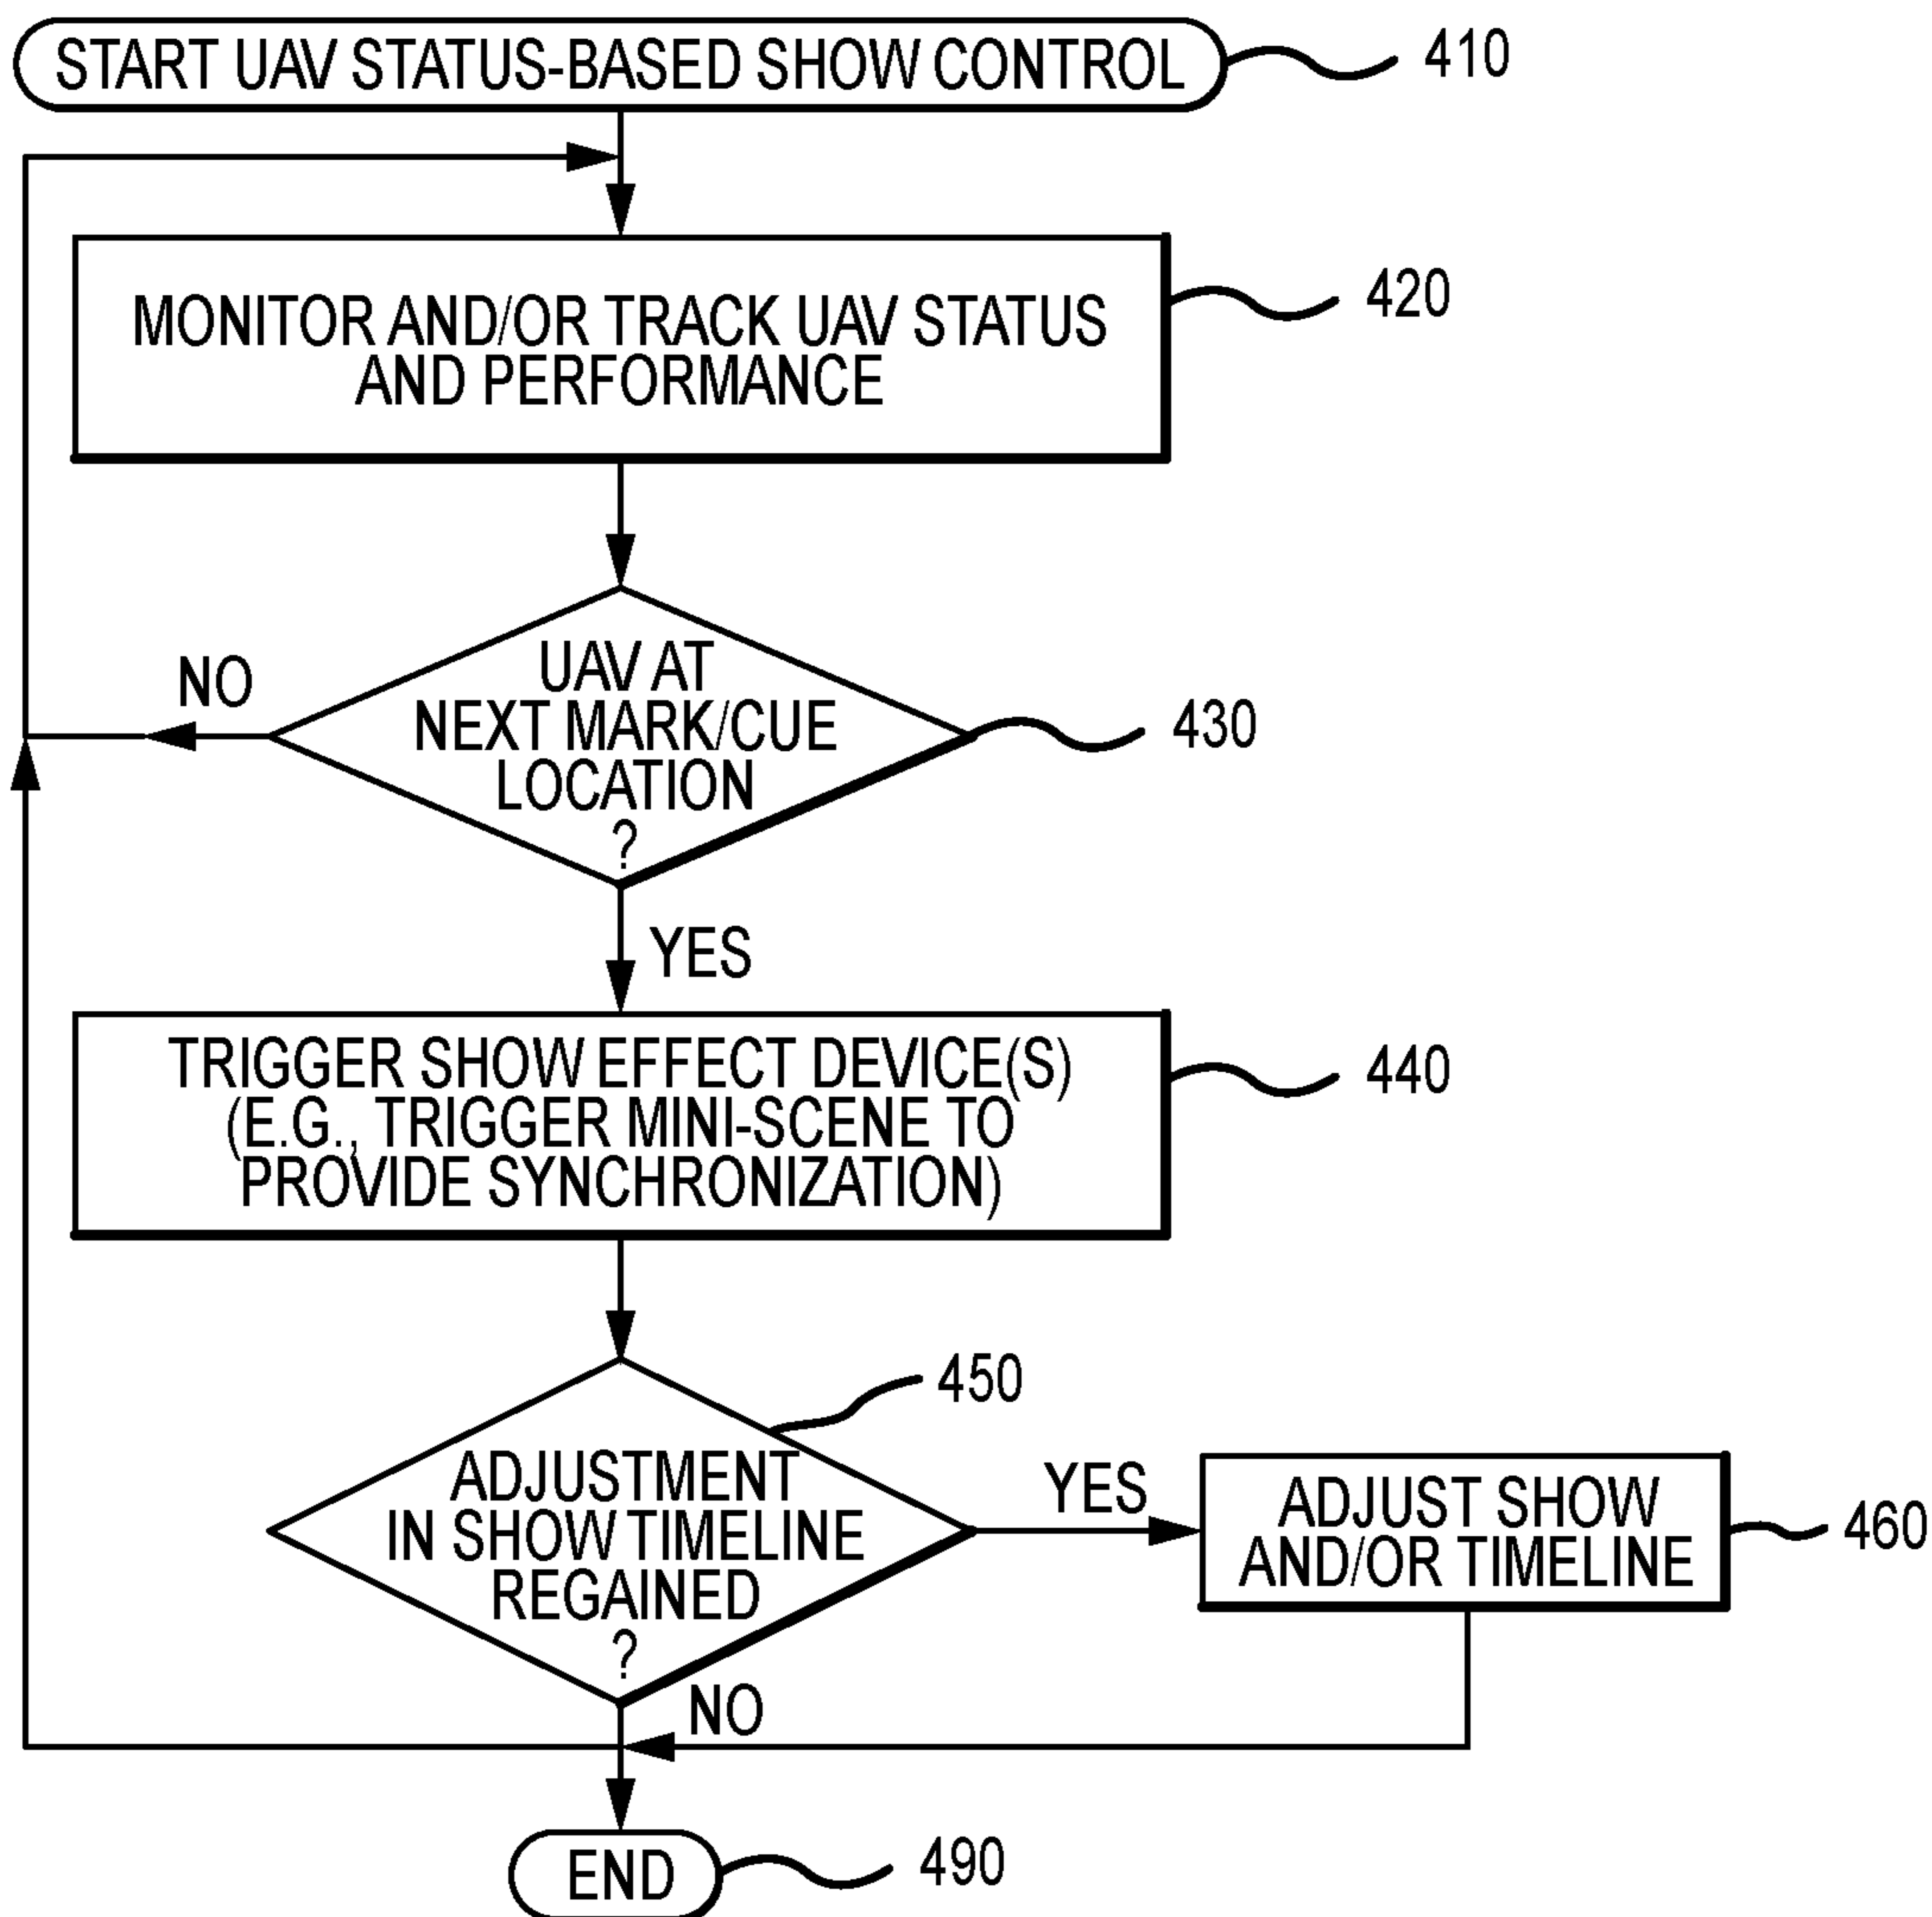 START UAV STATUS-BASED SHOW CONTROL
410
MONITOR AND/OR TRACK UAV STATUS
AND PERFORMANCE
420
UAV AT
NEXT MARK/CUE
LOCATION
?
430
NO
YES
TRIGGER SHOW EFFECT DEVICE(S)
(E.G., TRIGGER MINI-SCENE TO
PROVIDE SYNCHRONIZATION)
440
450
ADJUSTMENT
IN SHOW TIMELINE
REGAINED
?
YES
ADJUST SHOW
AND/OR TIMELINE
460
NO
END
490